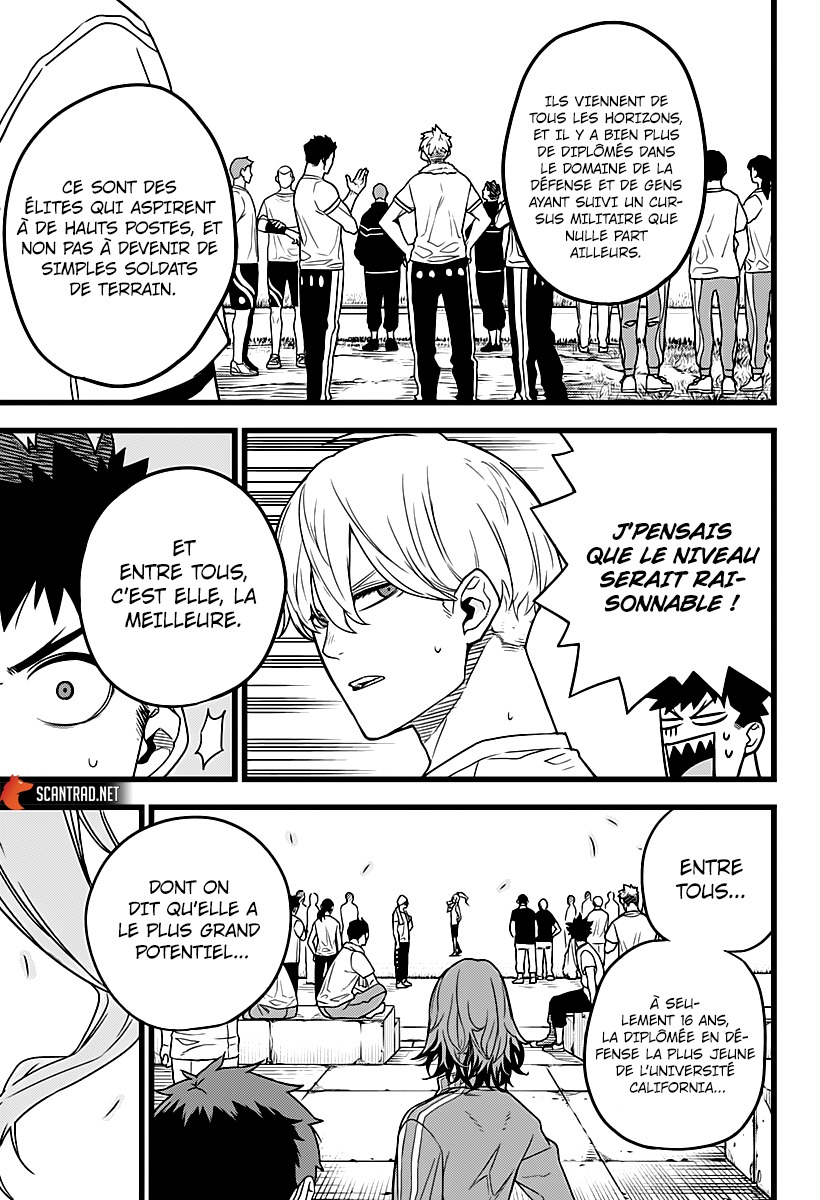 ILS VIENNENT DE
TOUS LES HORIZONS,
ET IL Y A BIEN PLUS
DE DIPLÔMÉS DANS
LE DOMAINE DE LA
DÉFENSE ET DE GENS
AYANT SUIVI UN CUR-
SUS MILITAIRE QUE
NULLE PART
AILLEURS.
CE SONT DES
ÉLITES QUI ASPIRENT
À DE HAUTS POSTES, ET
NON PAS À DEVENIR DE
SIMPLES SOLDATS
DE TERRAIN.
J'PENSAIS
QUE LE NIVEAU
SERAIT RAI-
SONNABLE !
ET
ENTRE TOUS,
C'EST ELLE, LA
MEILLEURE.
SCANTRAD.NET
ENTRE
TOUS...
À SEU-
LEMENT 16 ANS,
LA DIPLÔMÉE EN DÉ-
FENSE LA PLUS JEUNE
DE L'UNIVERSITÉ
CALIFORNIA...
DONT ON
DIT QU'ELLE A
LE PLUS GRAND
POTENTIEL...